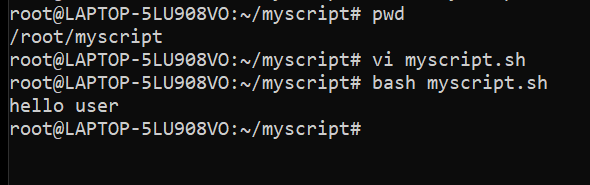 root@LAPTOP-5LU908VO:~/myscript# pwd
/root/myscript
root@LAPTOP-5LU908VO:~/myscript# vi myscript.sh
root@LAPTOP-5LU908VO:~/myscript# bash myscript.sh
hello user
root@LAPTOP-5LU908VO:~/myscript#